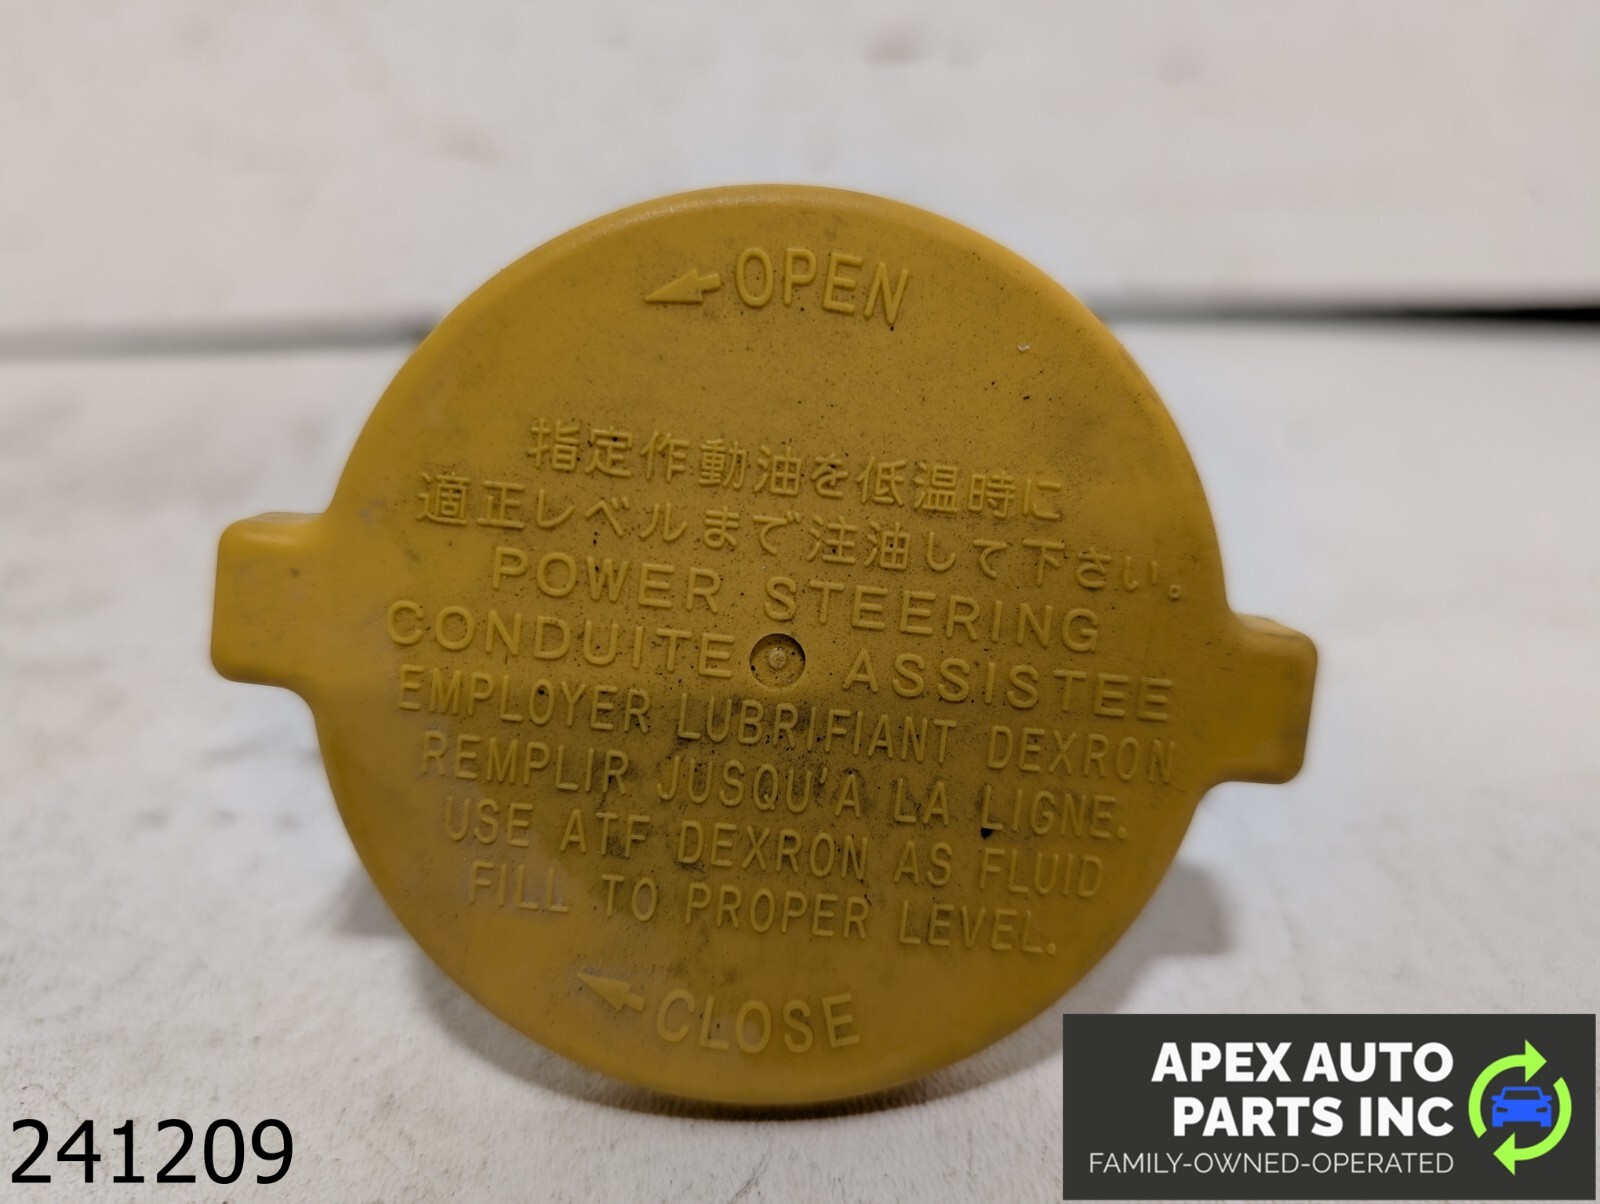 OPEN
指定作動油を低温時に
適正レベルまで注油して下さい。
POWER STEERING
CONDUITE ASSISTEE
EMPLOYER LUBRIFIANT DEXRON
REMPLIR JUSQU'A LA LIGNE.
USE ATF DEXRON AS FLUID
FILL TO PROPER LEVEL.
CLOSE
241209
APEX AUTO
PARTS INC
FAMILY-OWNED-OPERATED